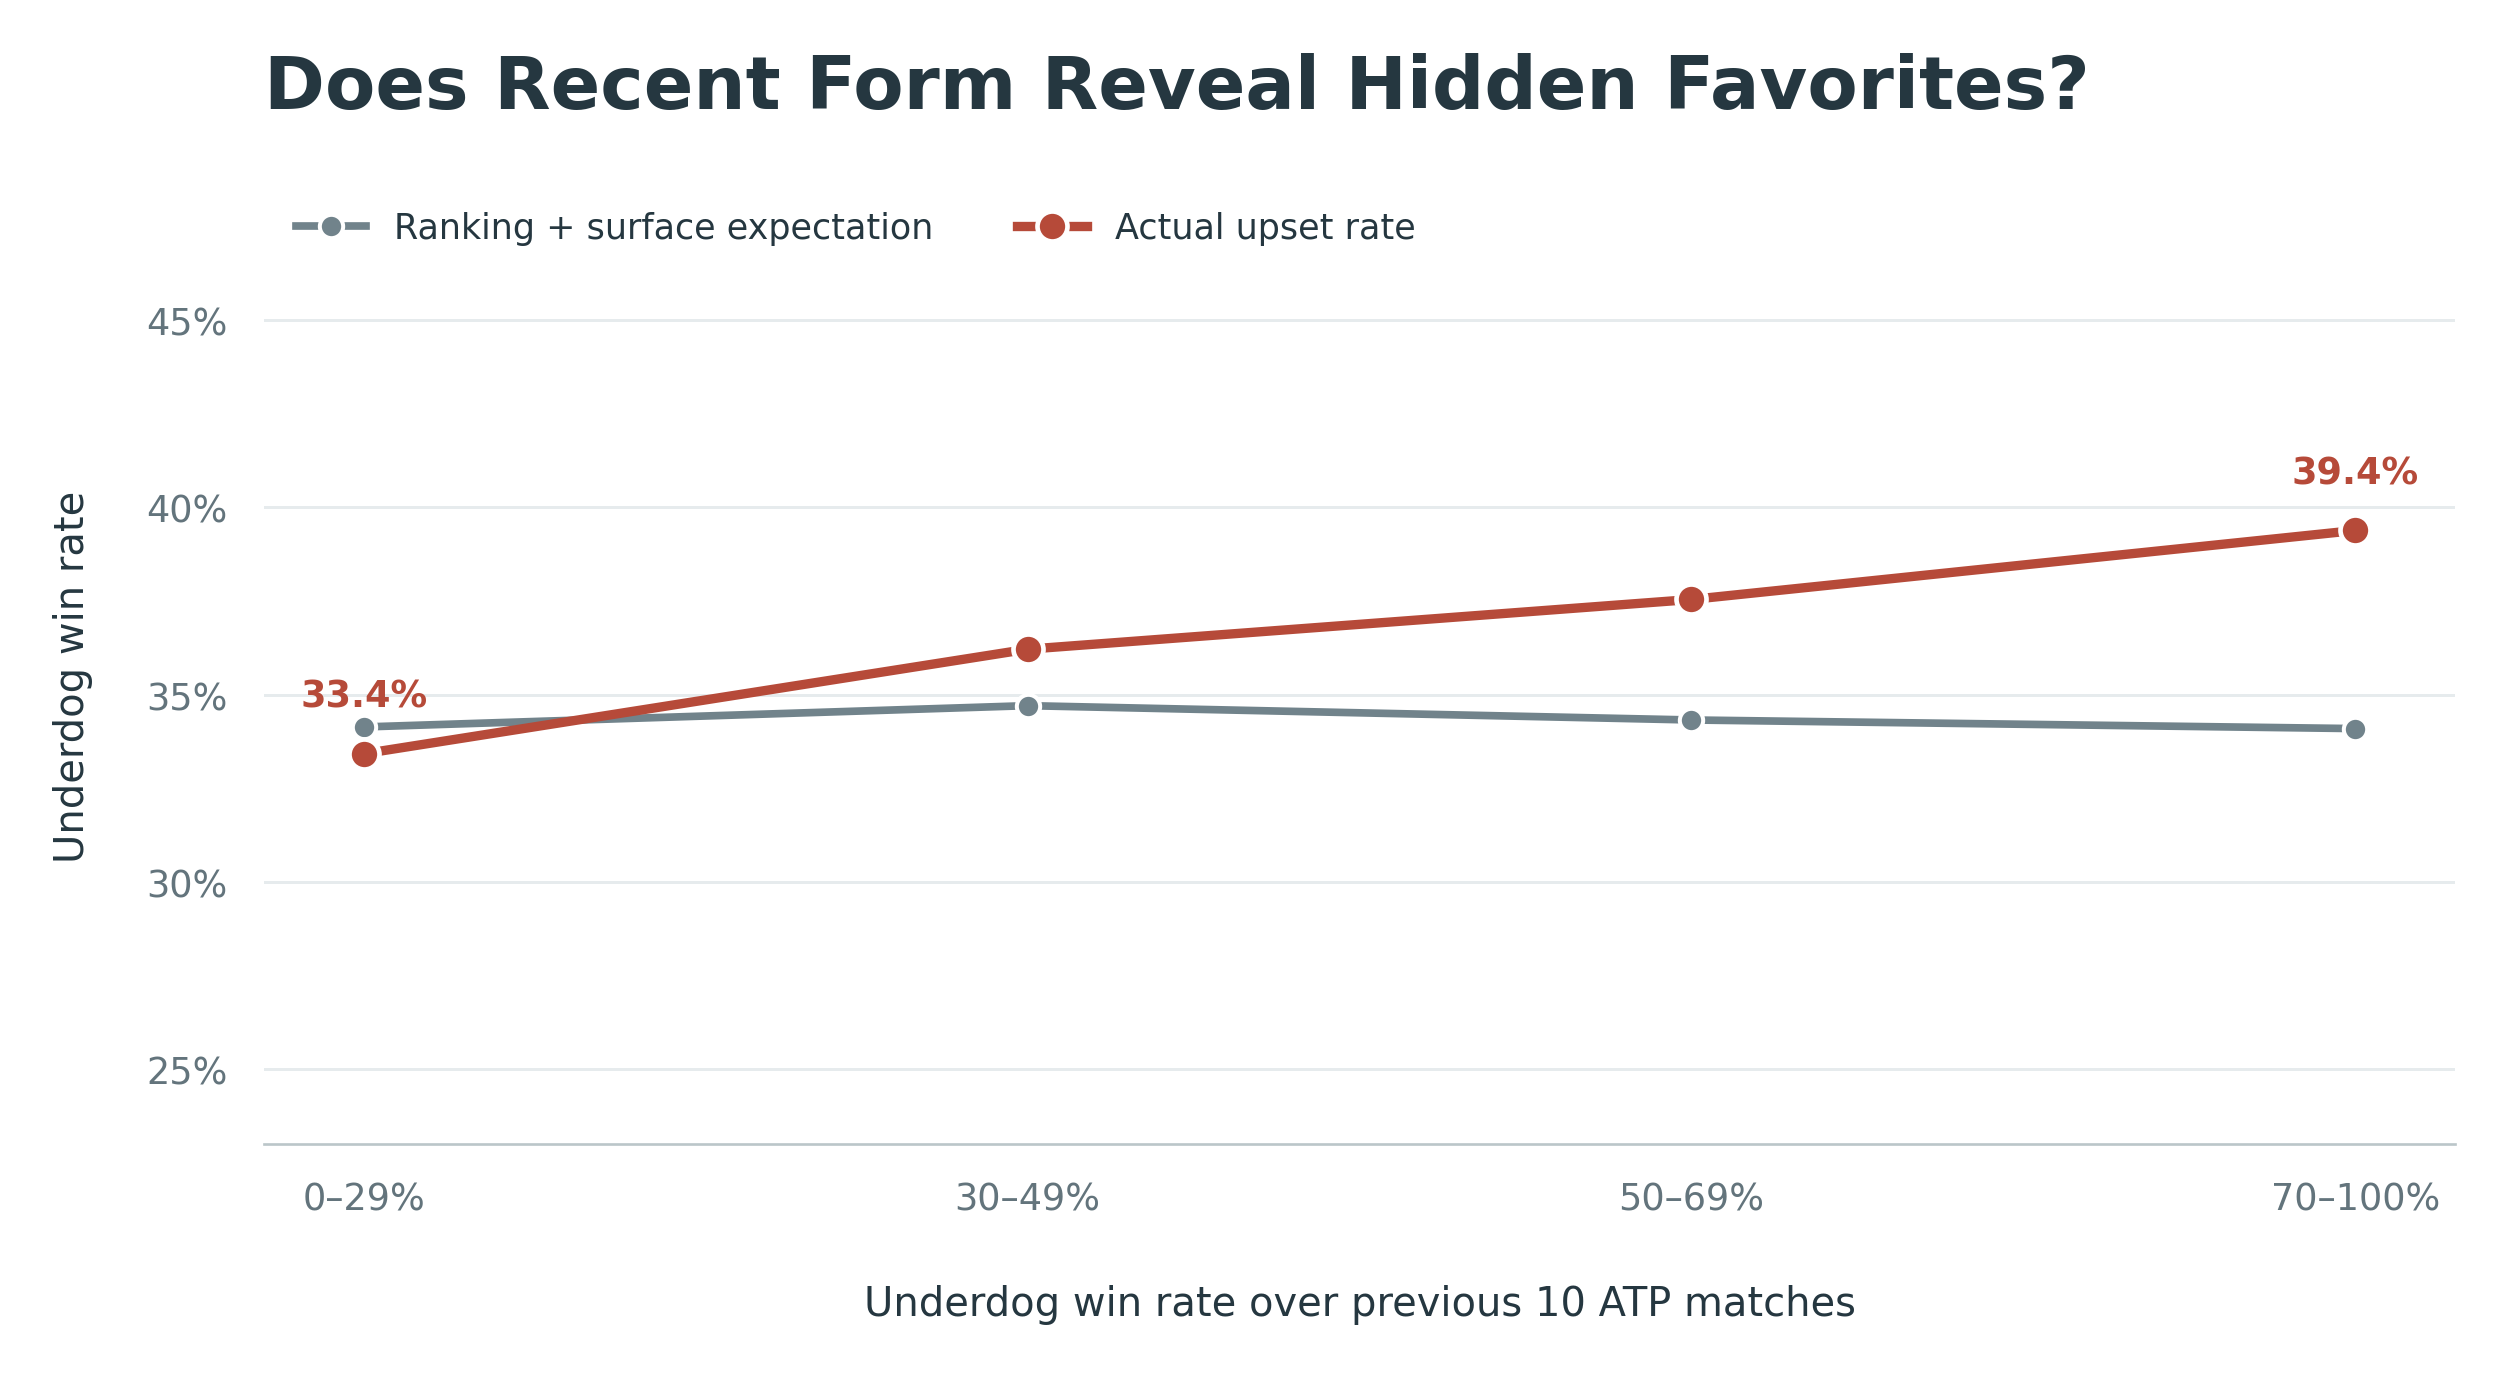 Does Recent Form Reveal Hidden Favorites?
Ranking + surface expectation
Actual upset rate
45%
40%
35%
30%
25%
Underdog win rate
33.4%
39.4%
0–29%
30–49%
50–69%
70–100%
Underdog win rate over previous 10 ATP matches